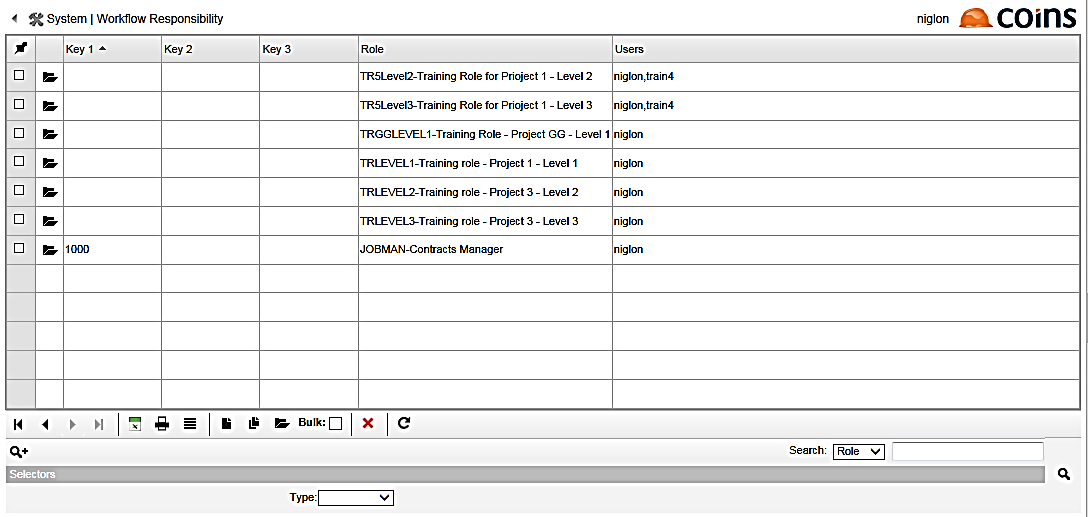 System | Workflow Responsibility
niglon
COINS
Key 1 Key 2 Key 3 Role Users
TR5Level2-Training Role for Prioject 1 - Level 2 niglon,train4
TR5Level3-Training Role for Prioject 1 - Level 3 niglon,train4
TRGGLEVEL1-Training Role - Project GG - Level 1 niglon
TRLEVEL1-Training role - Project 1 - Level 1 niglon
TRLEVEL2-Training role - Project 3 - Level 2 niglon
TRLEVEL3-Training role - Project 3 - Level 3 niglon
1000 JOBMAN-Contracts Manager niglon
Bulk:
Search: Role
Selectors
Type: